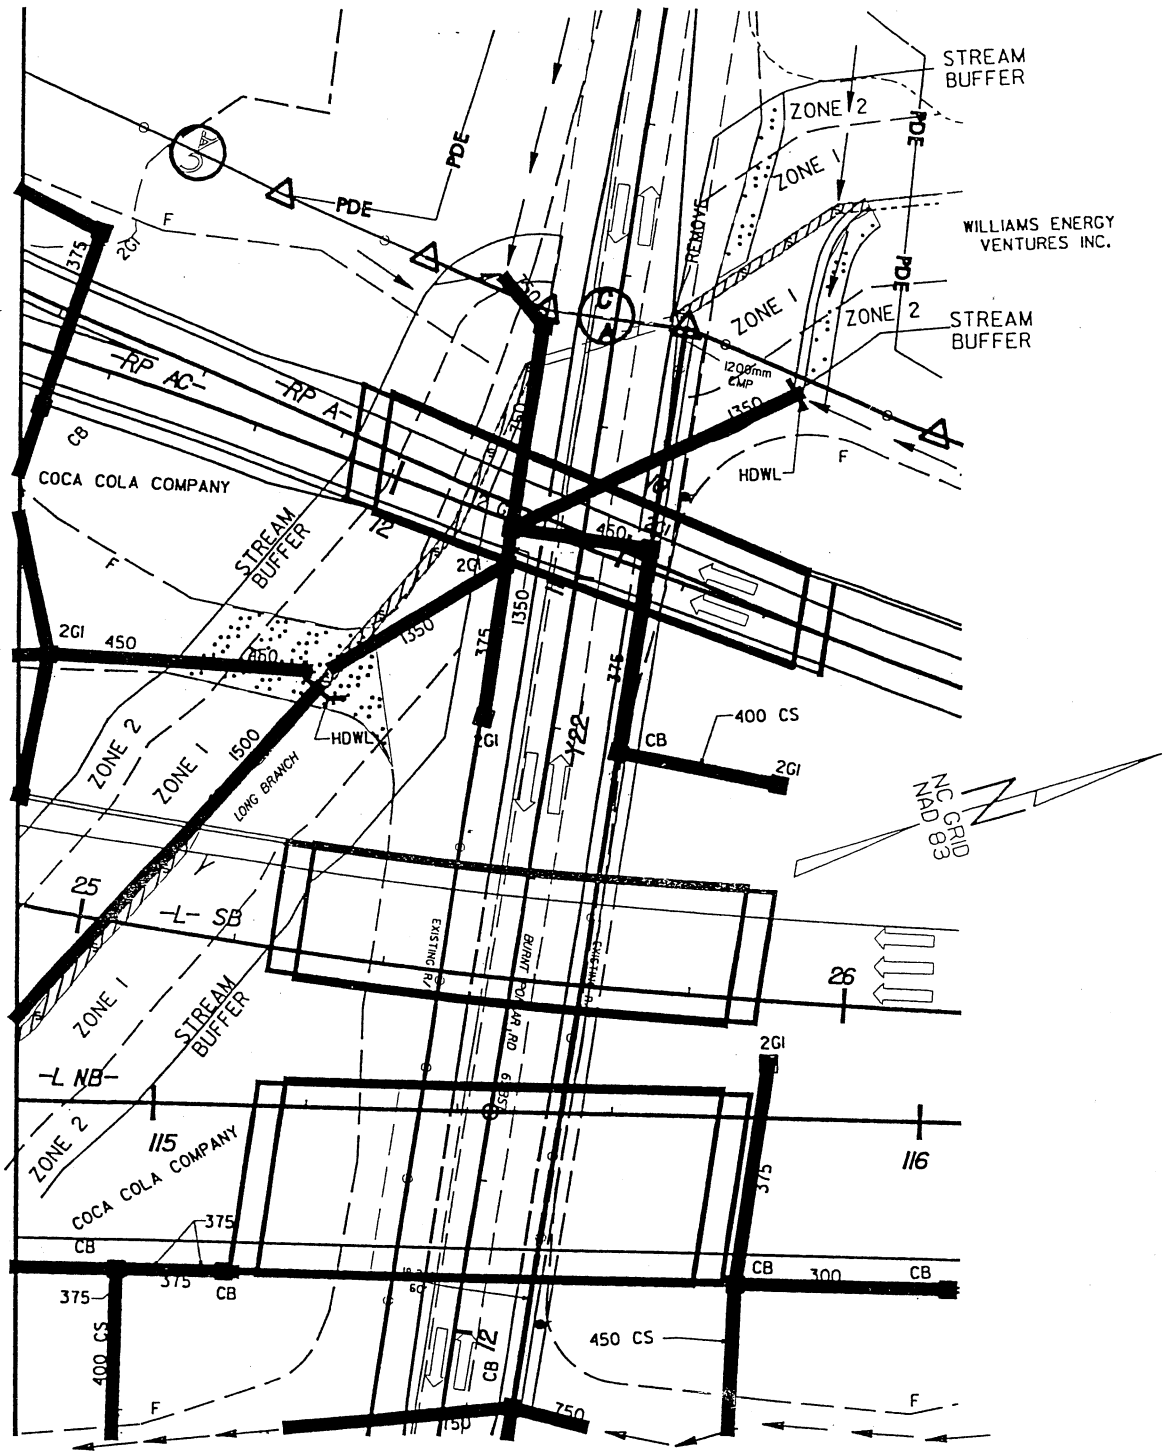 STREAM
BUFFER
ZONE 2
PDE
PDE
ZONE 1
PDE
F
375
2GI
REMOVE
WILLIAMS ENERGY
VENTURES INC.
PDE
C
A
ZONE 1
ZONE 2
STREAM
BUFFER
-RP AC-
-RP A-
1200mm
CMP
1350
750
CB
F
HDWL
COCA COLA COMPANY
12
STREAM
BUFFER
450
2GI
F
2GI
1350
1350
2GI
450
450
375
375
ZONE 2
ZONE 1
1500
LONG BRANCH
HDWL
2GI
Y22
CB
400 CS
2GI
NC GRID
NAD 83
25
-L- SB
EXISTING R/
BURNT POPLAR RD
26
ZONE 1
STREAM
BUFFER
2GI
-L NB-
115
116
ZONE 2
COCA COLA COMPANY
375
375
CB
375
CB
CB
300
CB
375
400 CS
12
CB
450 CS
F
750
750
F